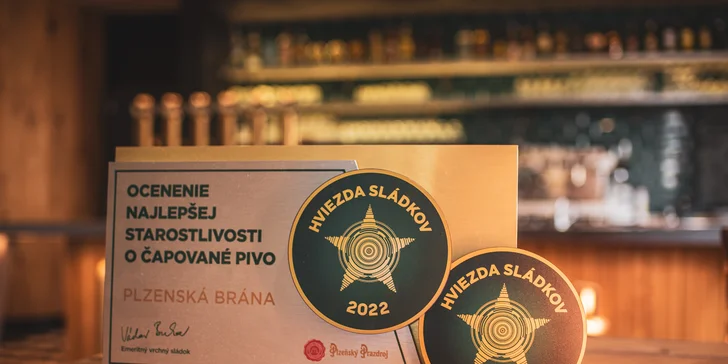 OCENENIE
NAJLEPŠEJ
STAROSTLIVOSTI
O ČAPOVANÉ PIVO
PLZENSKÁ BRÁNA
Emeritný vrchný sládok
Plzeňský Prazdroj
HVIEZDA SLÁDKOV
2022
HVIEZDA SLÁDKOV